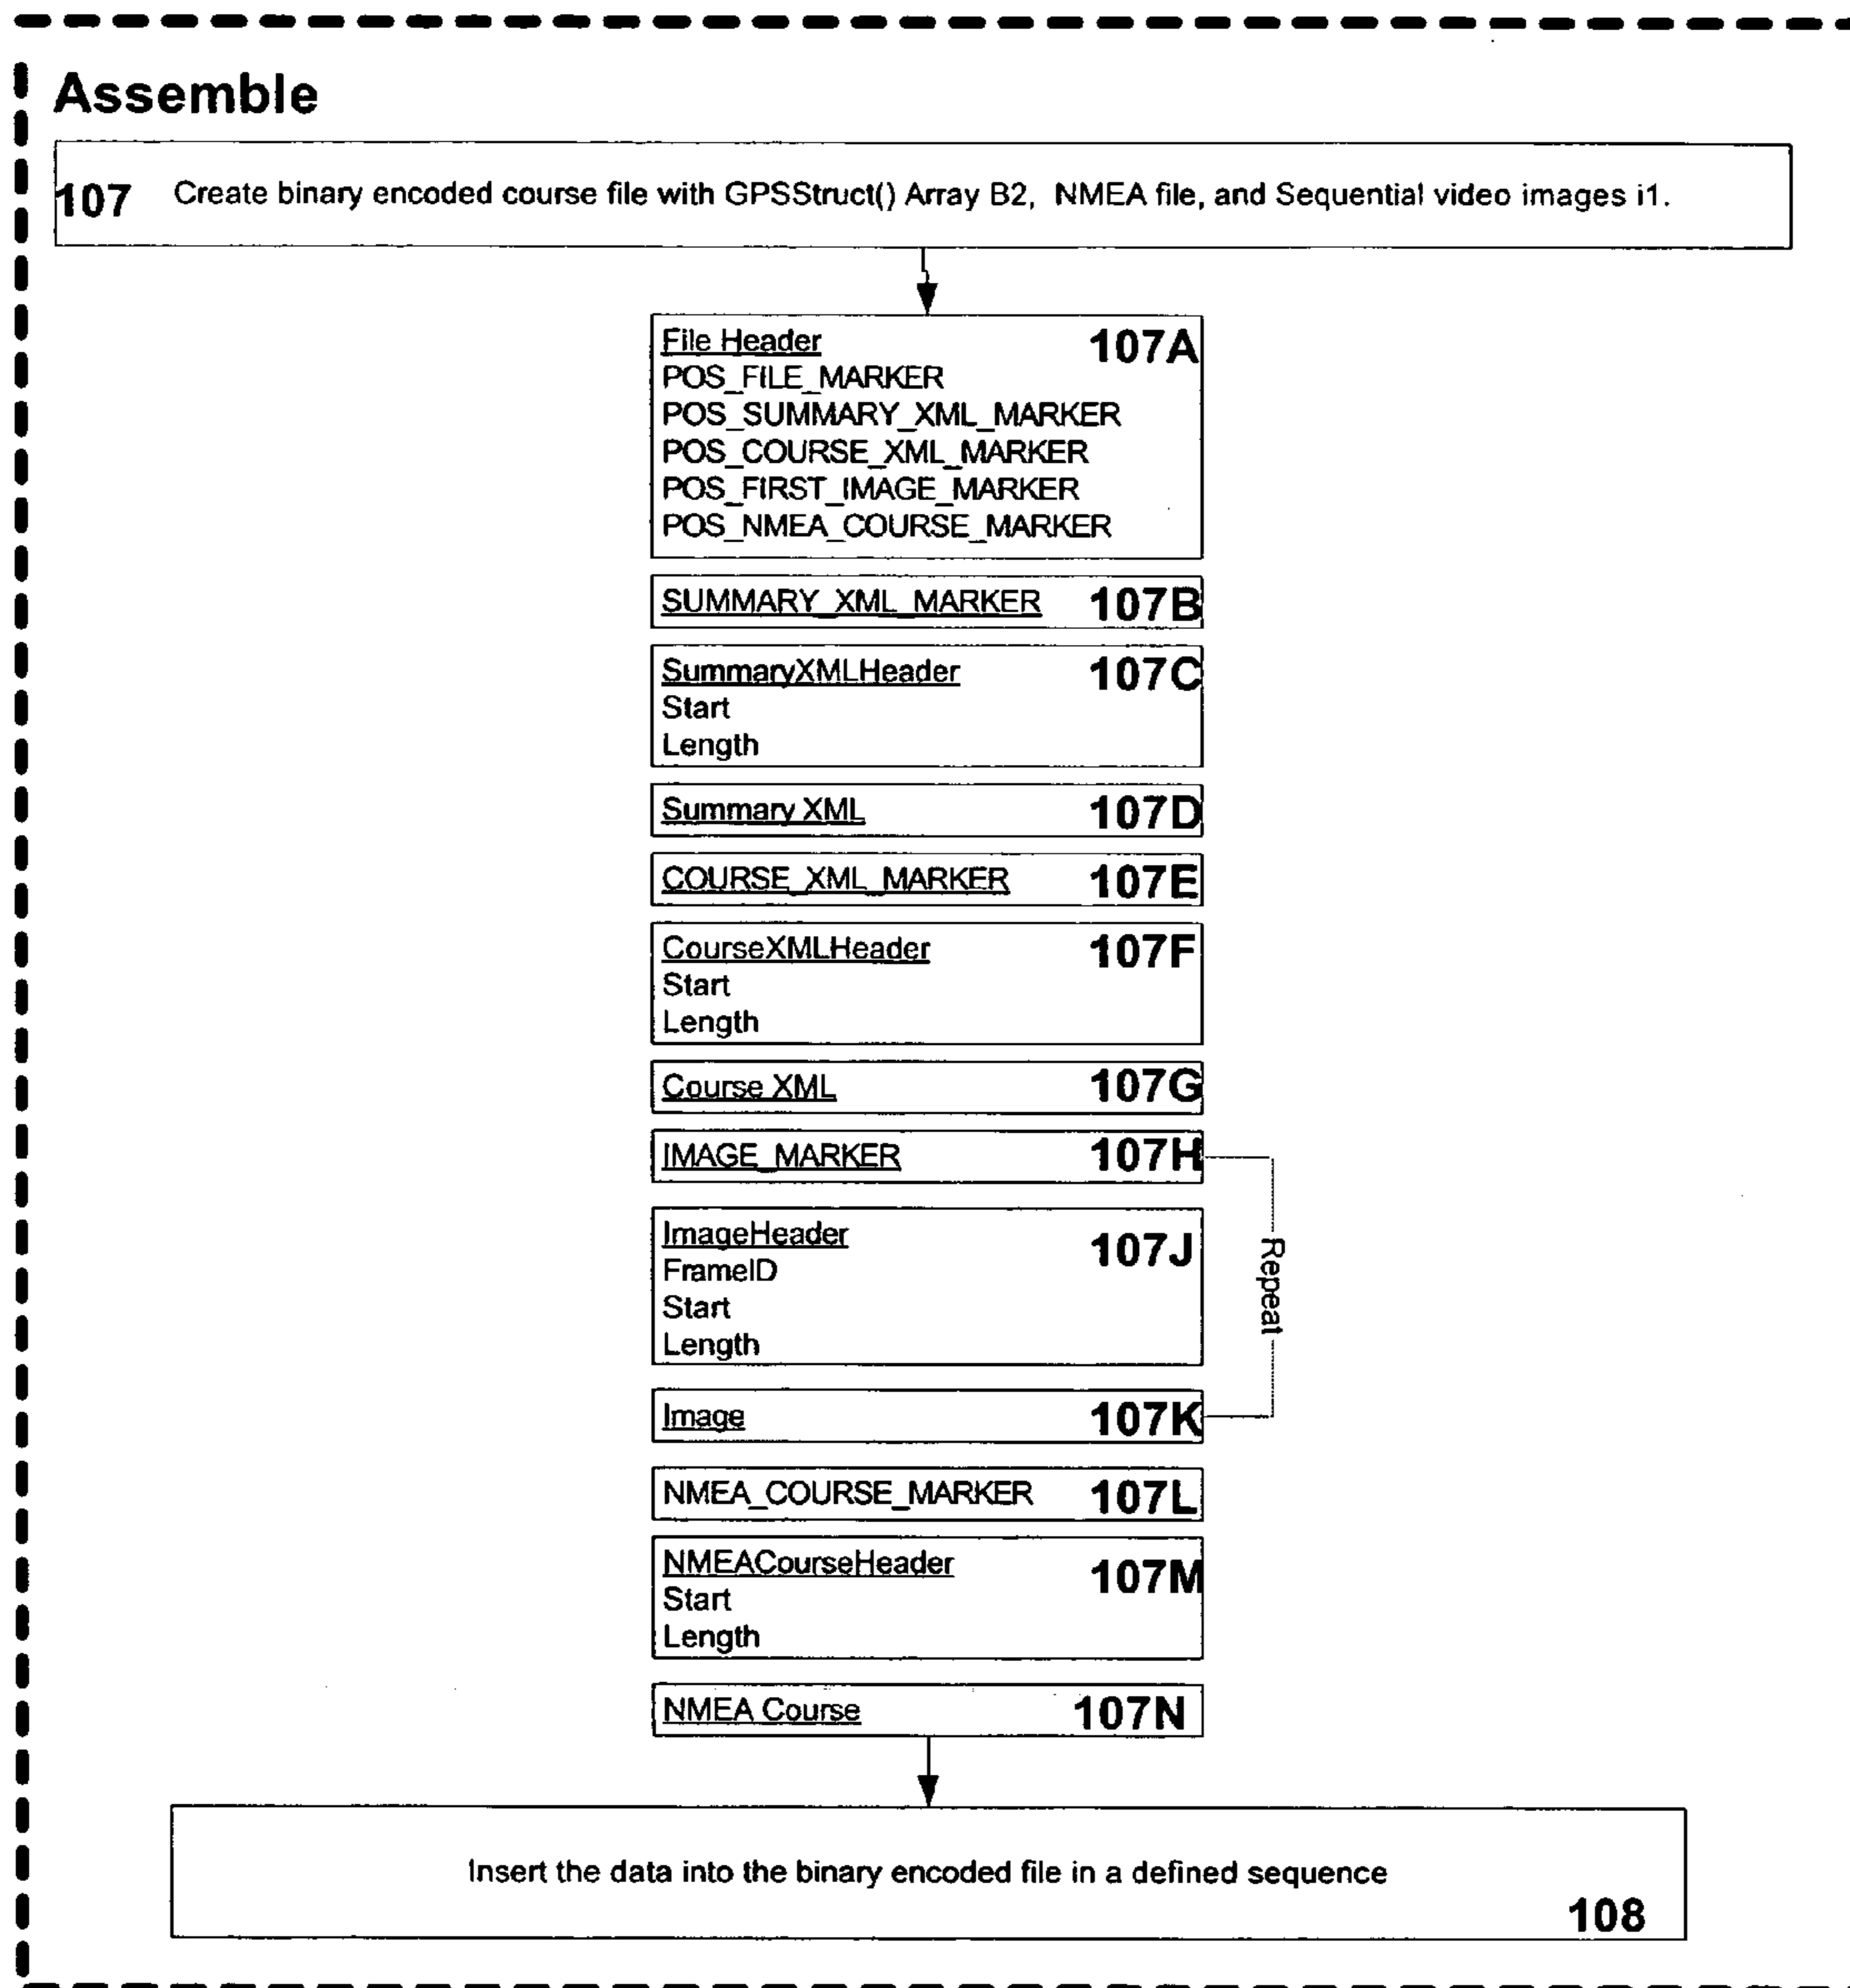 Assemble
107 Create binary encoded course file with GPSStruct() Array B2, NMEA file, and Sequential video images i1.
File Header 107A
POS_FILE_MARKER
POS_SUMMARY_XML_MARKER
POS_COURSE_XML_MARKER
POS_FIRST_IMAGE_MARKER
POS_NMEA_COURSE_MARKER
SUMMARY_XML_MARKER 107B
SummaryXMLHeader 107C
Start
Length
Summary XML 107D
COURSE_XML_MARKER 107E
CourseXMLHeader 107F
Start
Length
Course XML 107G
IMAGE_MARKER 107H
ImageHeader 107J
FrameID
Start
Length
Repeat
Image 107K
NMEA_COURSE_MARKER 107L
NMEACourseHeader 107M
Start
Length
NMEA Course 107N
Insert the data into the binary encoded file in a defined sequence
108